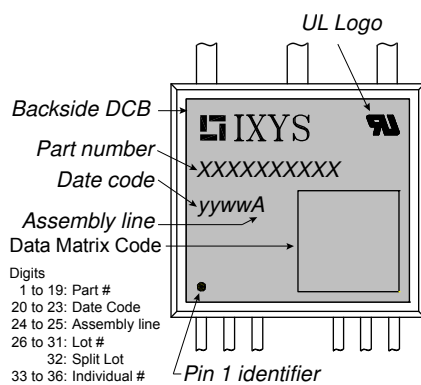 UL Logo
Backside DCB
IXYS
Part number
XXXXXXXXXX
Date code
yywwA
Assembly line
Data Matrix Code
Digits
1 to 19: Part #
20 to 23: Date Code
24 to 25: Assembly line
26 to 31: Lot #
32: Split Lot
33 to 36: Individual #
Pin 1 identifier